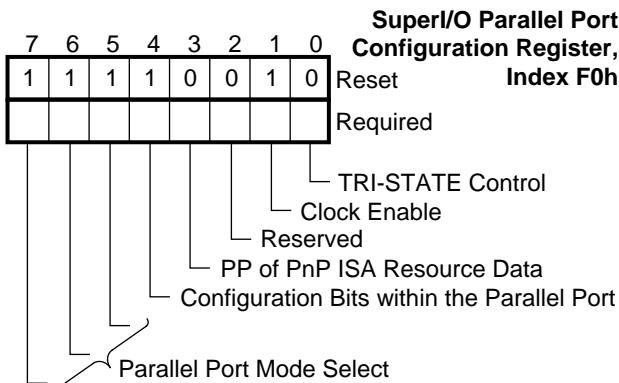 SuperI/O Parallel Port
Configuration Register,
Index F0h
7 6 5 4 3 2 1 0
1 1 1 1 0 0 1 0 Reset
Required
TRI-STATE Control
Clock Enable
Reserved
PP of PnP ISA Resource Data
Configuration Bits within the Parallel Port
Parallel Port Mode Select